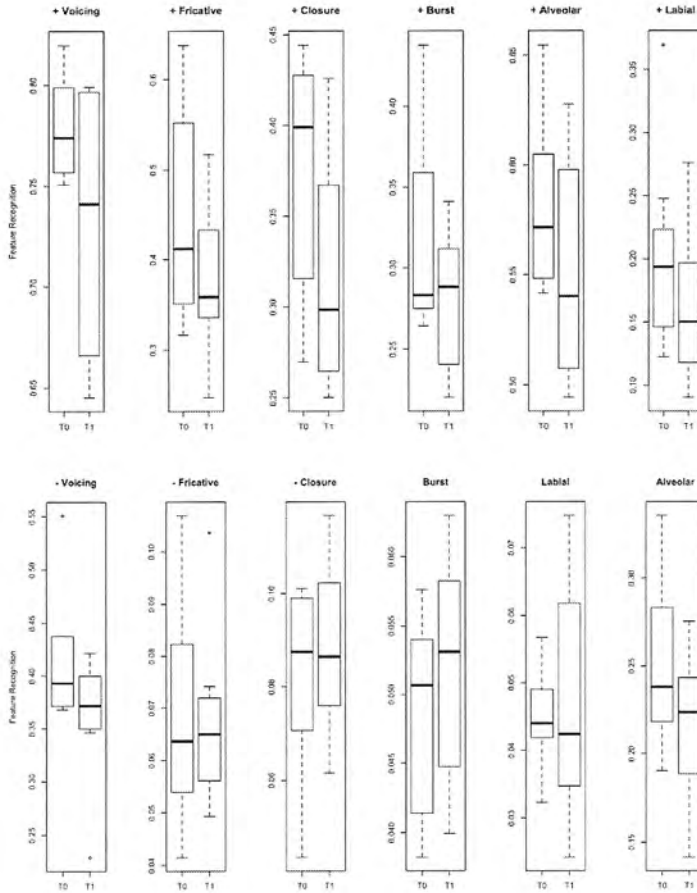 + Voicing
Feature Recognition
0.80
0.75
0.70
0.65
T0 T1
+ Fricative
0.6
0.5
0.4
0.3
T0 T1
+ Closure
0.45
0.40
0.35
0.30
0.25
T0 T1
+ Burst
0.40
0.35
0.30
0.25
T0 T1
+ Alveolar
0.65
0.60
0.55
0.50
T0 T1
+ Labial
0.35
0.30
0.25
0.20
0.15
0.10
T0 T1
- Voicing
Feature Recognition
0.55
0.50
0.45
0.40
0.35
0.30
0.25
T0 T1
- Fricative
0.10
0.09
0.08
0.07
0.06
0.05
0.04
T0 T1
- Closure
0.10
0.08
0.06
T0 T1
Burst
0.060
0.055
0.050
0.045
0.040
T0 T1
Labial
0.07
0.06
0.05
0.04
0.03
T0 T1
Alveolar
0.30
0.25
0.20
0.15
T0 T1